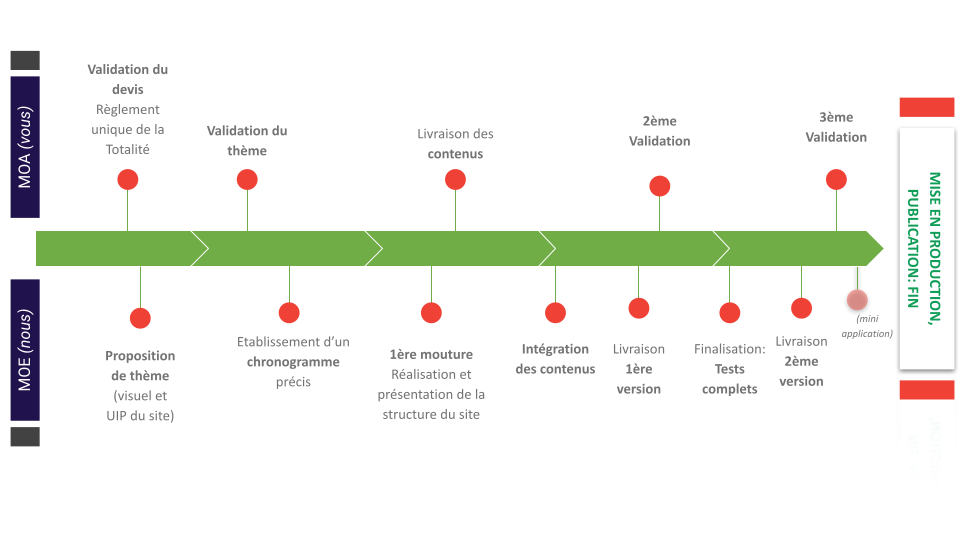 MOA (vous)
Validation du
devis
Règlement
unique de la
Totalité
Validation du
thème
Livraison des
contenus
2ème
Validation
3ème
Validation
MOE (nous)
Proposition
de thème
(visuel et
UIP du site)
Etablissement d’un
chronogramme
précis
1ère mouture
Réalisation et
présentation de la
structure du site
Intégration
des contenus
Livraison
1ère
version
Finalisation:
Tests
complets
Livraison
2ème
version
(mini
application)
MISE EN PRODUCTION,
PUBLICATION: FIN